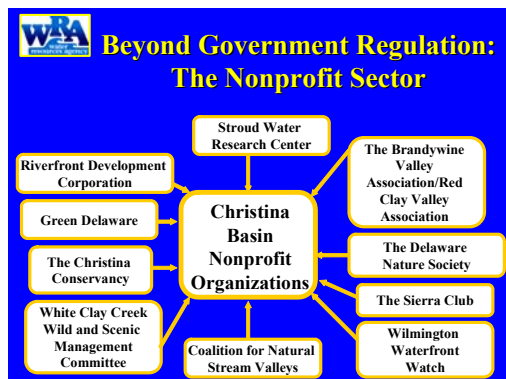 WRA
water
resources agency
Beyond Government Regulation:
The Nonprofit Sector
Stroud Water
Research Center
Riverfront Development
Corporation
The Brandywine
Valley
Association/Red
Clay Valley
Association
Green Delaware
Christina
Basin
Nonprofit
Organizations
The Delaware
Nature Society
The Christina
Conservancy
The Sierra Club
White Clay Creek
Wild and Scenic
Management
Committee
Coalition for Natural
Stream Valleys
Wilmington
Waterfront
Watch